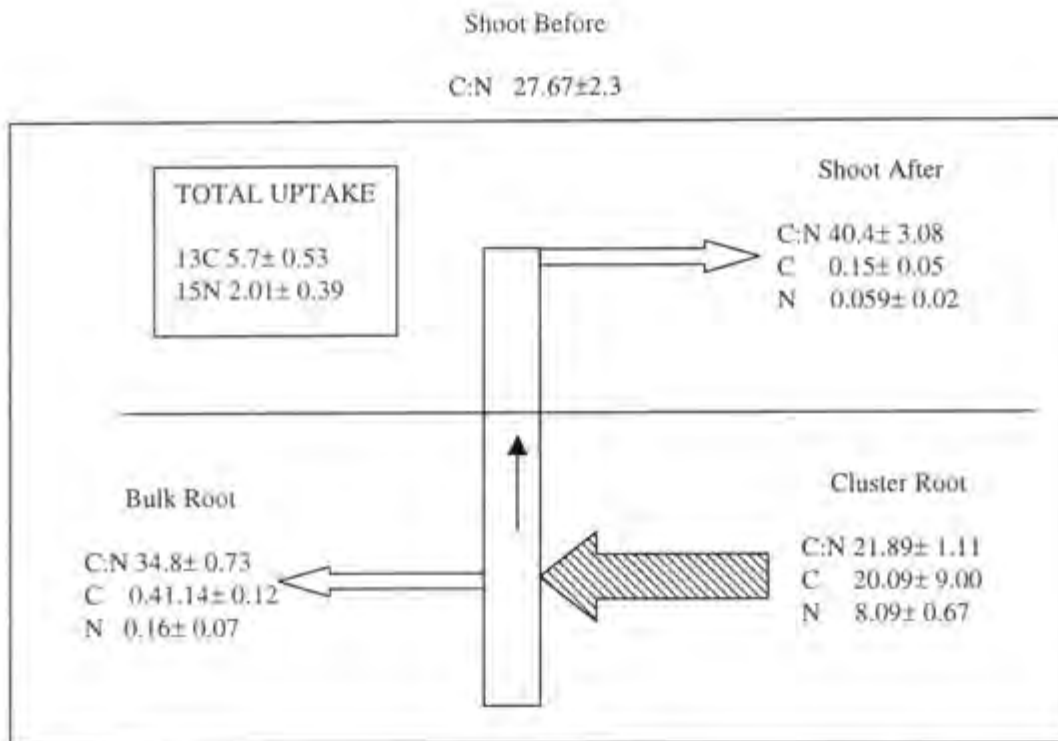 Shoot Before
C:N 27.67±2.3
TOTAL UPTAKE
13C 5.7± 0.53
15N 2.01± 0.39
Shoot After
C:N 40.4± 3.08
C 0.15± 0.05
N 0.059± 0.02
Bulk Root
C:N 34.8± 0.73
C 0.41.14± 0.12
N 0.16± 0.07
Cluster Root
C:N 21.89± 1.11
C 20.09± 9.00
N 8.09± 0.67